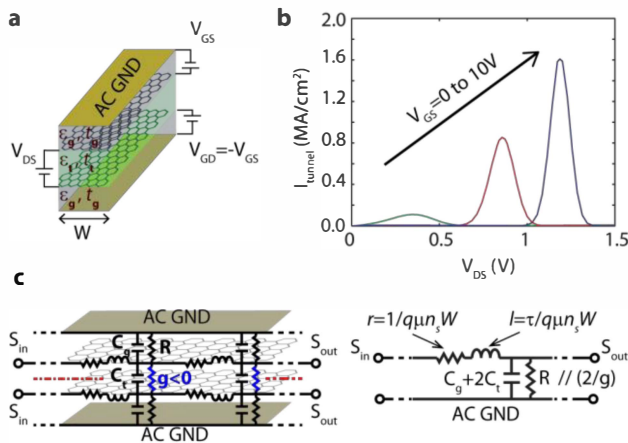 a
V_GS
AC GND
ε_g, t_g
V_DS
ε_t, t_t
V_GD=-V_GS
ε_g, t_g
W
b
I_tunnel (MA/cm²)
2.0
1.6
1.2
0.8
0.4
0.0
V_GS=0 to 10V
0 0.5 1 1.5
V_DS (V)
c
AC GND
S_in C_g R S_out
C_t g<0
S_in S_out
AC GND
r=1/qμn_sW l=τ/qμn_sW
S_in S_out
C_g+2C_t R // (2/g)
AC GND